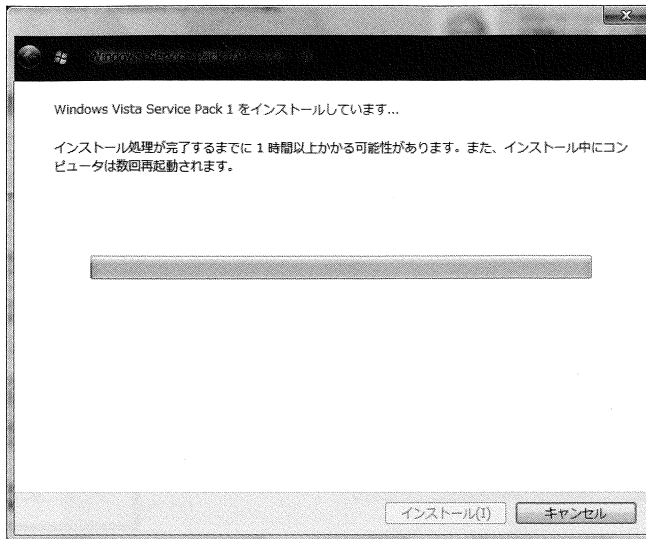 Windows Vista Service Pack 1 をインストールしています...
インストール処理が完了するまでに 1 時間以上かかる可能性があります。また、インストール中にコン
ピュータは数回再起動されます。
インストール(I)
キャンセル